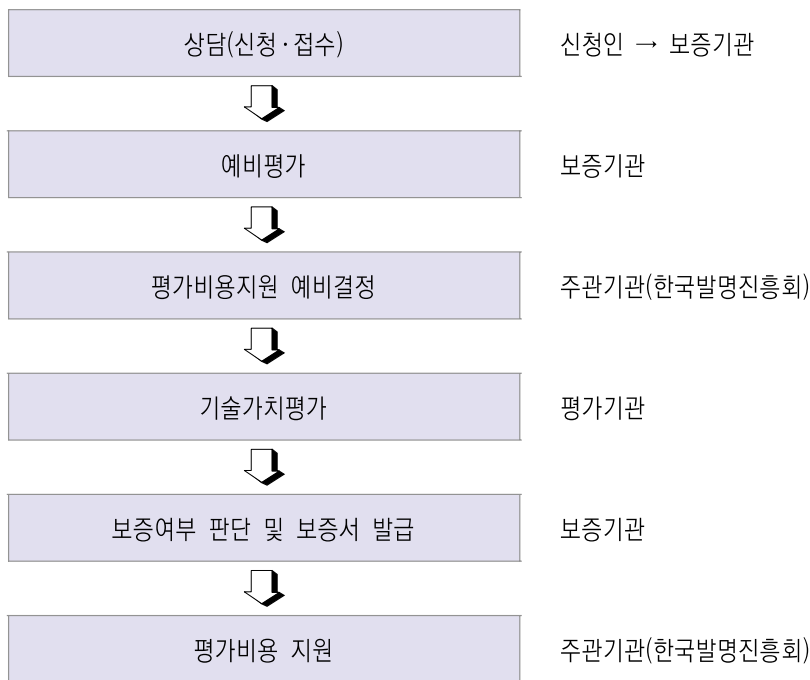 상담(신청·접수) 신청인 → 보증기관
예비평가 보증기관
평가비용지원 예비결정 주관기관(한국발명진흥회)
기술가치평가 평가기관
보증여부 판단 및 보증서 발급 보증기관
평가비용 지원 주관기관(한국발명진흥회)